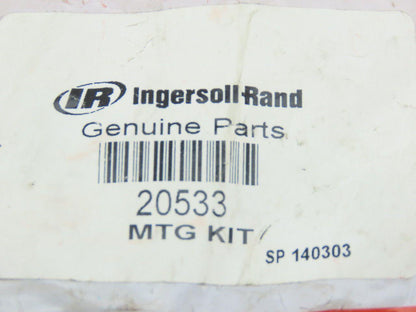 IR Ingersoll-Rand
Genuine Parts
20533
MTG KIT
SP 140303